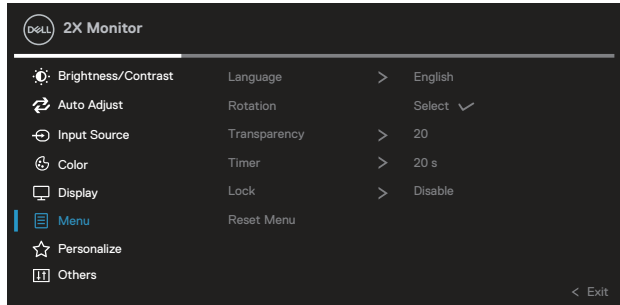 DELL 2X Monitor
Brightness/Contrast Language > English
Auto Adjust Rotation Select
Input Source Transparency > 20
Color Timer > 20 s
Display Lock > Disable
Menu Reset Menu
Personalize
Others
< Exit